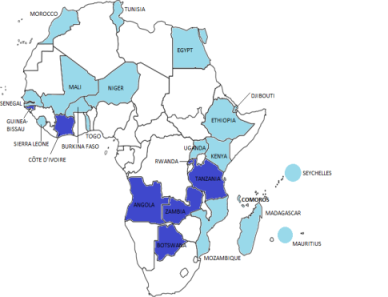 MOROCCO
TUNISIA
EGYPT
MALI
NIGER
SENEGAL
DJIBOUTI
GUINEA-
BISSAU
ETHIOPIA
TOGO
SIERRA LEONE
BURKINA FASO
UGANDA
KENYA
CÔTE D'IVOIRE
RWANDA
SEYCHELLES
TANZANIA
COMOROS
ANGOLA
ZAMBIA
MADAGASCAR
BOTSWANA
MAURITIUS
MOZAMBIQUE